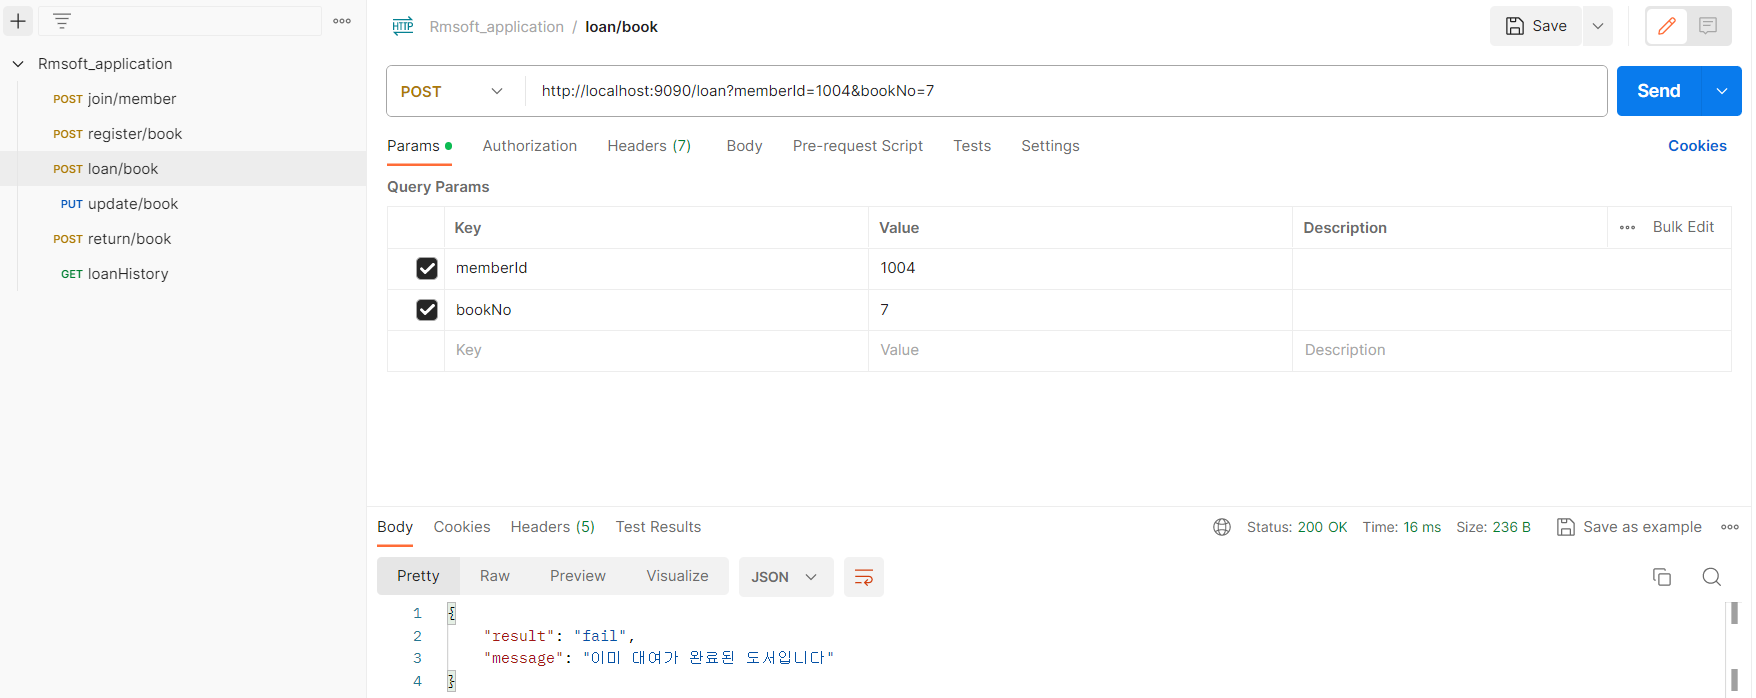 Rmsoft_application
POST join/member
POST register/book
POST loan/book
PUT update/book
POST return/book
GET loanHistory
HTTP Rmsoft_application / loan/book
Save
POST http://localhost:9090/loan?memberId=1004&bookNo=7
Send
Params Authorization Headers (7) Body Pre-request Script Tests Settings Cookies
Query Params
Key Value Description Bulk Edit
memberId 1004
bookNo 7
Key Value Description
Body Cookies Headers (5) Test Results Status: 200 OK Time: 16 ms Size: 236 B Save as example
Pretty Raw Preview Visualize JSON
1 {
2 "result": "fail",
3 "message": "이미 대여가 완료된 도서입니다"
4 }